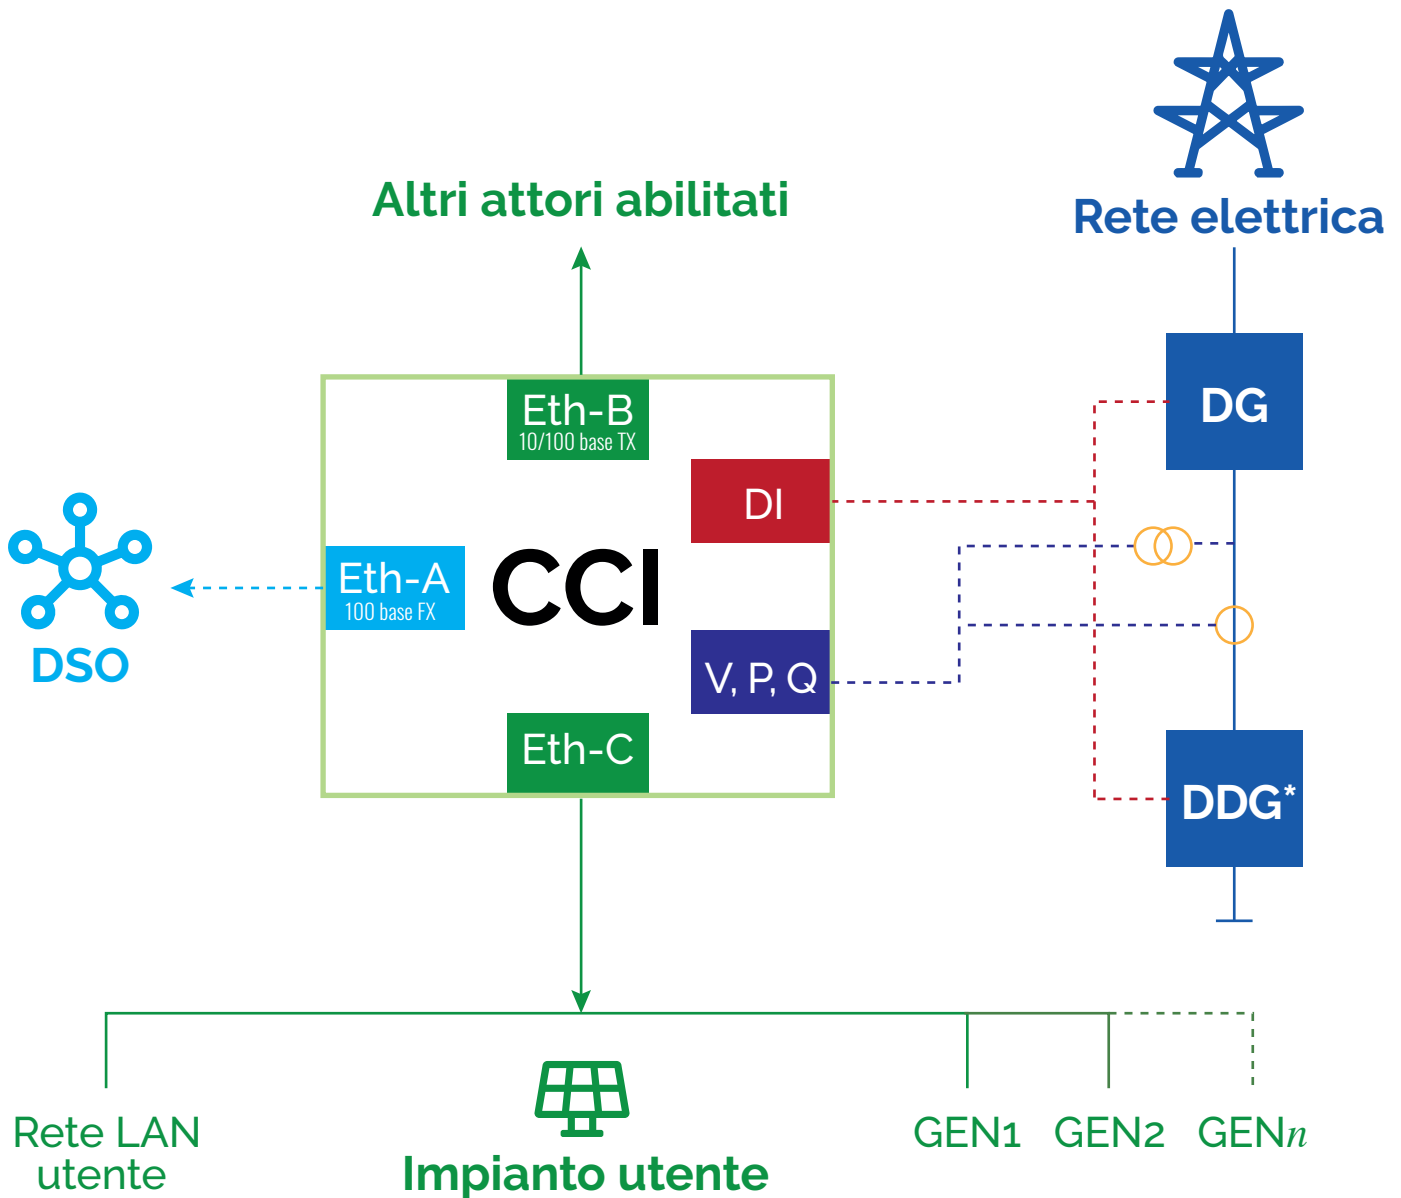 Altri attori abilitati
Rete elettrica
Eth-B
10/100 base TX
DG
DI
Eth-A
100 base FX
CCI
DSO
V, P, Q
Eth-C
DDG*
Rete LAN
utente
Impianto utente
GEN1
GEN2
GENn